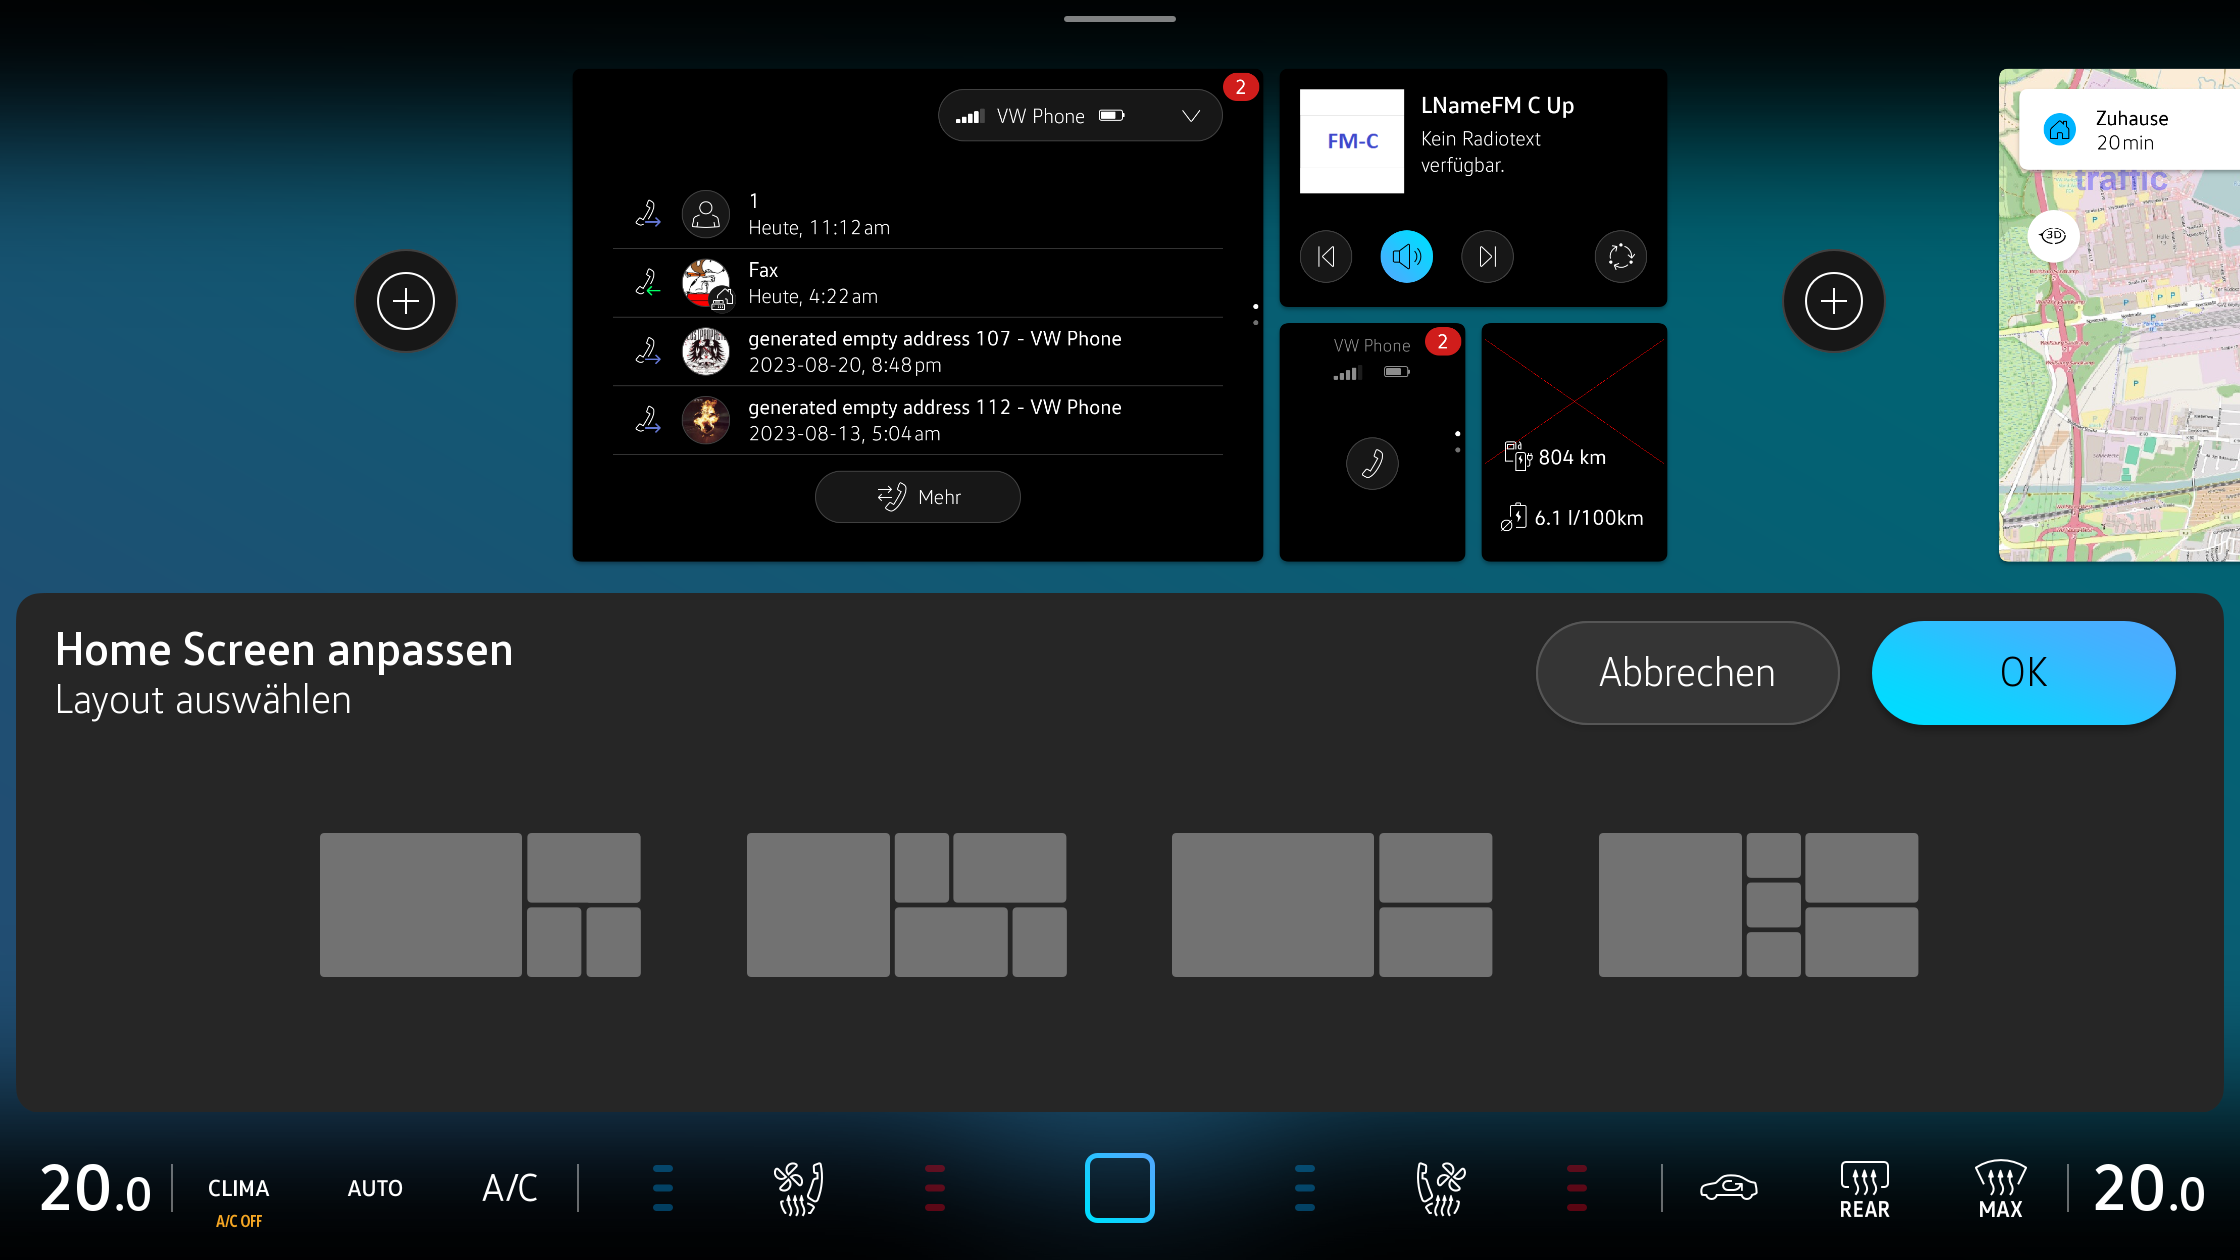 VW Phone
2
1
Heute, 11:12 am
Fax
Heute, 4:22 am
generated empty address 107 - VW Phone
2023-08-20, 8:48 pm
generated empty address 112 - VW Phone
2023-08-13, 5:04 am
Mehr
FM-C
LNameFM C Up
Kein Radiotext
verfügbar.
VW Phone
2
804 km
6.1 l/100km
Zuhause
20 min
traffic
3D
Home Screen anpassen
Layout auswählen
Abbrechen
OK
20.0
CLIMA
A/C OFF
AUTO
A/C
REAR
MAX
20.0